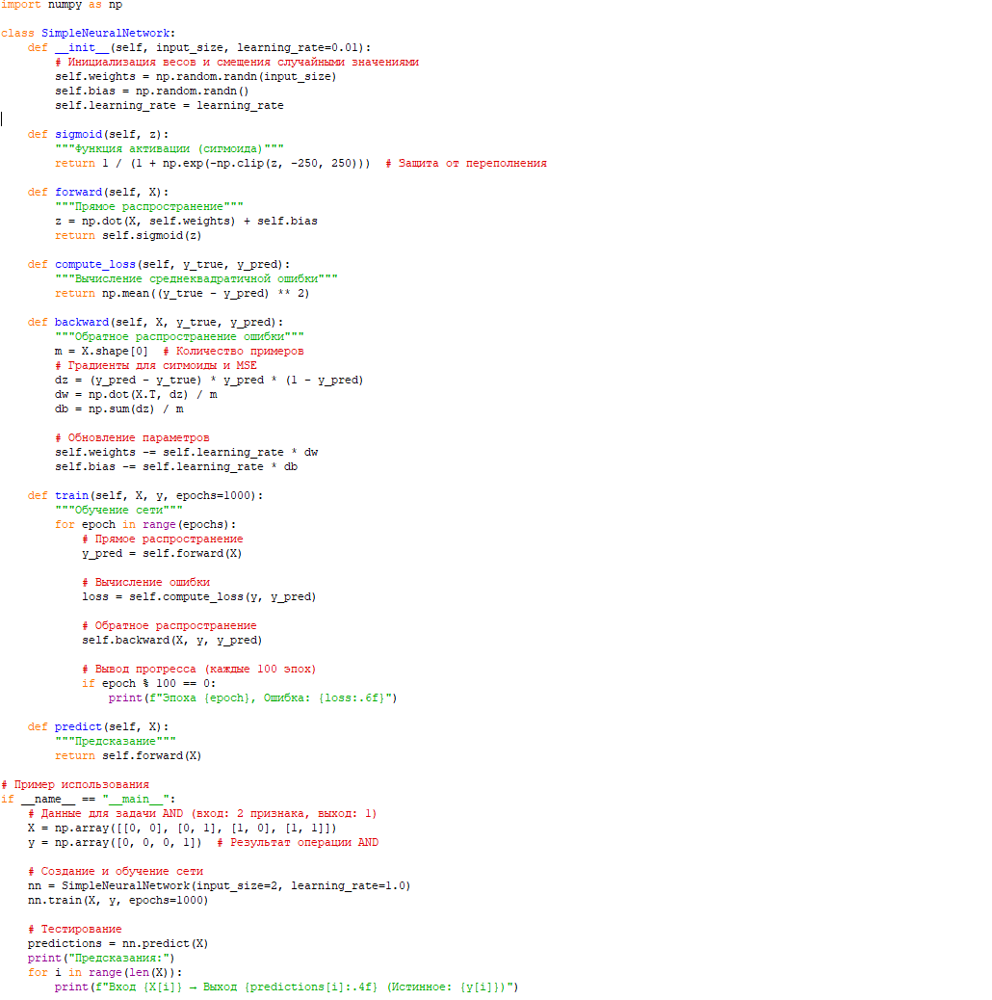 import numpy as np
class SimpleNeuralNetwork:
    def __init__(self, input_size, learning_rate=0.01):
        # Инициализация весов и смещения случайными значениями
        self.weights = np.random.randn(input_size)
        self.bias = np.random.randn()
        self.learning_rate = learning_rate
    def sigmoid(self, z):
        """Функция активации (сигмоида)"""
        return 1 / (1 + np.exp(-np.clip(z, -250, 250)))  # Защита от переполнения
    def forward(self, X):
        """Прямое распространение"""
        z = np.dot(X, self.weights) + self.bias
        return self.sigmoid(z)
    def compute_loss(self, y_true, y_pred):
        """Вычисление среднеквадратичной ошибки"""
        return np.mean((y_true - y_pred) ** 2)
    def backward(self, X, y_true, y_pred):
        """Обратное распространение ошибки"""
        m = X.shape[0]  # Количество примеров
        # Градиенты для сигмоиды и MSE
        dz = (y_pred - y_true) * y_pred * (1 - y_pred)
        dw = np.dot(X.T, dz) / m
        db = np.sum(dz) / m
        # Обновление параметров
        self.weights -= self.learning_rate * dw
        self.bias -= self.learning_rate * db
    def train(self, X, y, epochs=1000):
        """Обучение сети"""
        for epoch in range(epochs):
            # Прямое распространение
            y_pred = self.forward(X)
            # Вычисление ошибки
            loss = self.compute_loss(y, y_pred)
            # Обратное распространение
            self.backward(X, y, y_pred)
            # Вывод прогресса (каждые 100 эпох)
            if epoch % 100 == 0:
                print(f"Эпоха {epoch}, Ошибка: {loss:.6f}")
    def predict(self, X):
        """Предсказание"""
        return self.forward(X)
# Пример использования
if __name__ == "__main__":
    # Данные для задачи AND (вход: 2 признака, выход: 1)
    X = np.array([[0, 0], [0, 1], [1, 0], [1, 1]])
    y = np.array([0, 0, 0, 1])  # Результат операции AND
    # Создание и обучение сети
    nn = SimpleNeuralNetwork(input_size=2, learning_rate=1.0)
    nn.train(X, y, epochs=1000)
    # Тестирование
    predictions = nn.predict(X)
    print("Предсказания:")
    for i in range(len(X)):
        print(f"Вход {X[i]} → Выход {predictions[i]:.4f} (Истинное: {y[i]})")